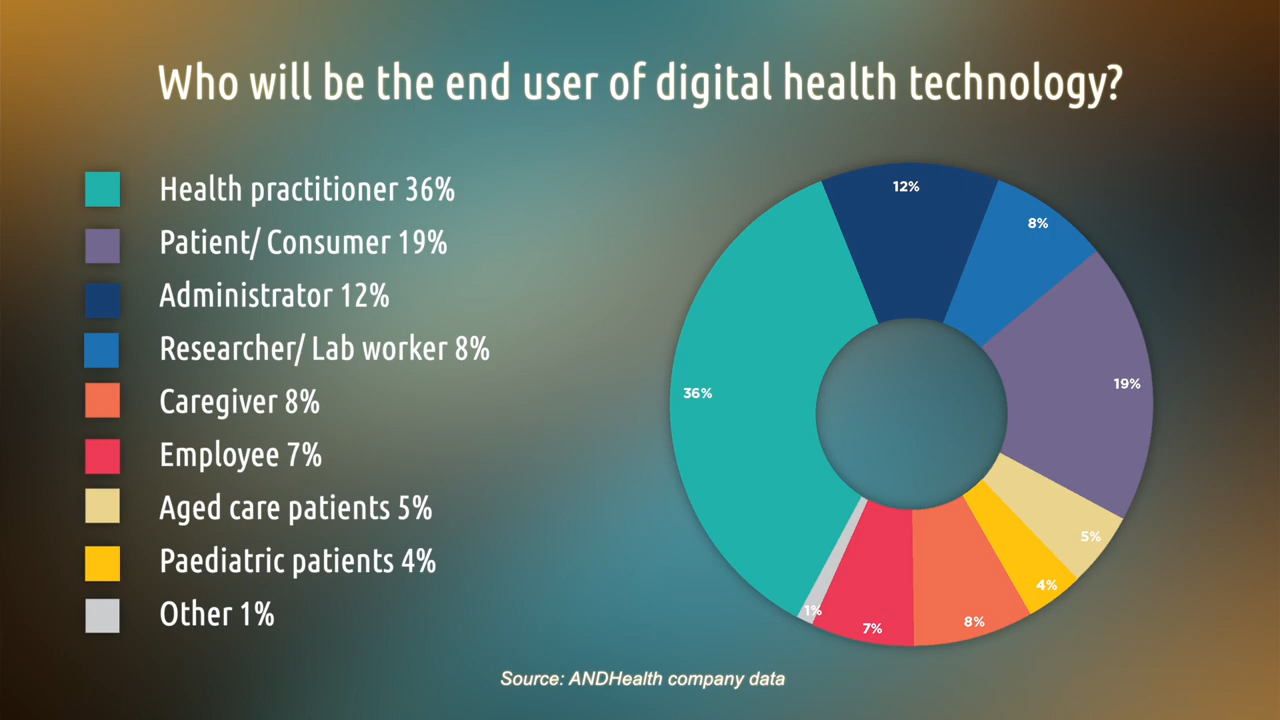 Who will be the end user of digital health technology?
Health practitioner 36%
Patient/ Consumer 19%
Administrator 12%
Researcher/ Lab worker 8%
Caregiver 8%
Employee 7%
Aged care patients 5%
Paediatric patients 4%
Other 1%
12%
8%
19%
36%
5%
4%
1%
8%
7%
Source: ANDHealth company data